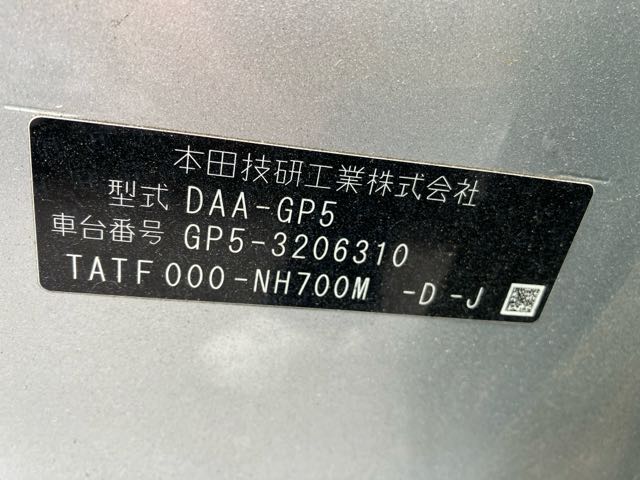 本田技研工業株式会社
型式 DAA-GP5
車台番号 GP5-3206310
TATF000-NH700M -D-J